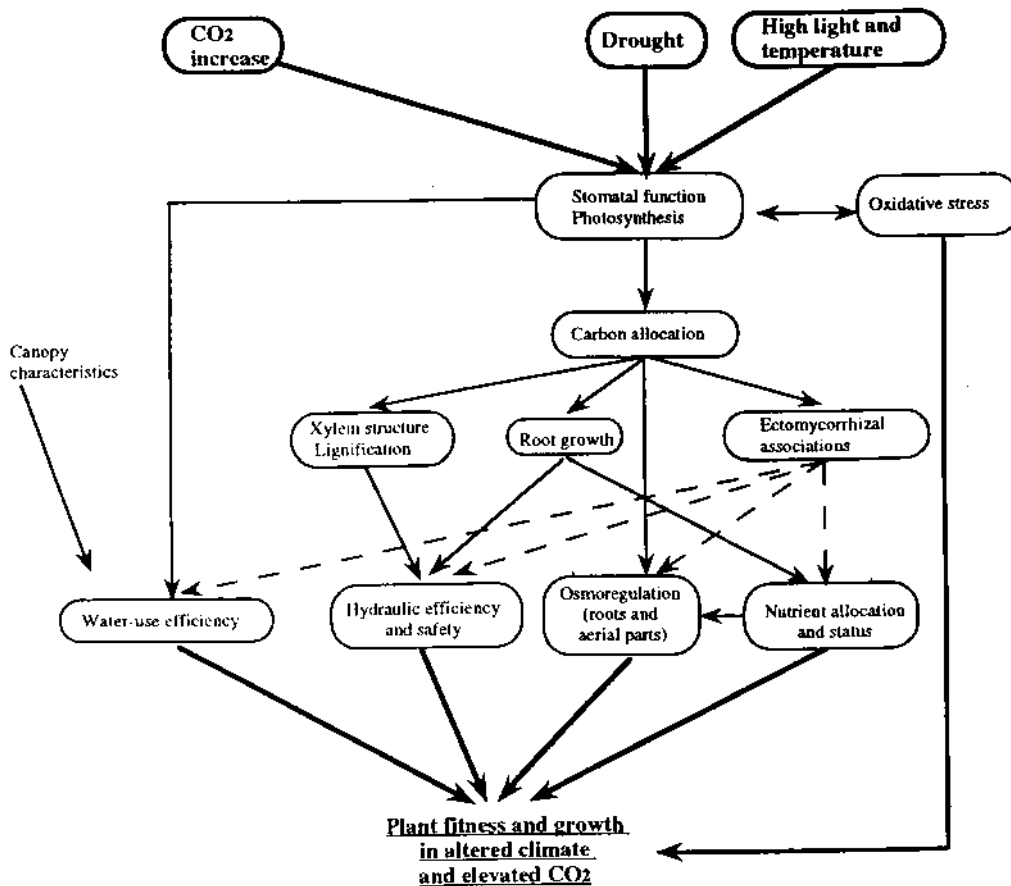 CO2
increase
Drought
High light and
temperature
Stomatal function
Photosynthesis
Oxidative stress
Carbon allocation
Canopy
characteristics
Xylem structure
Lignification
Root growth
Ectomycorrhizal
associations
Water-use efficiency
Hydraulic efficiency
and safety
Osmoregulation
(roots and
aerial parts)
Nutrient allocation
and status
Plant fitness and growth
in altered climate
and elevated CO2